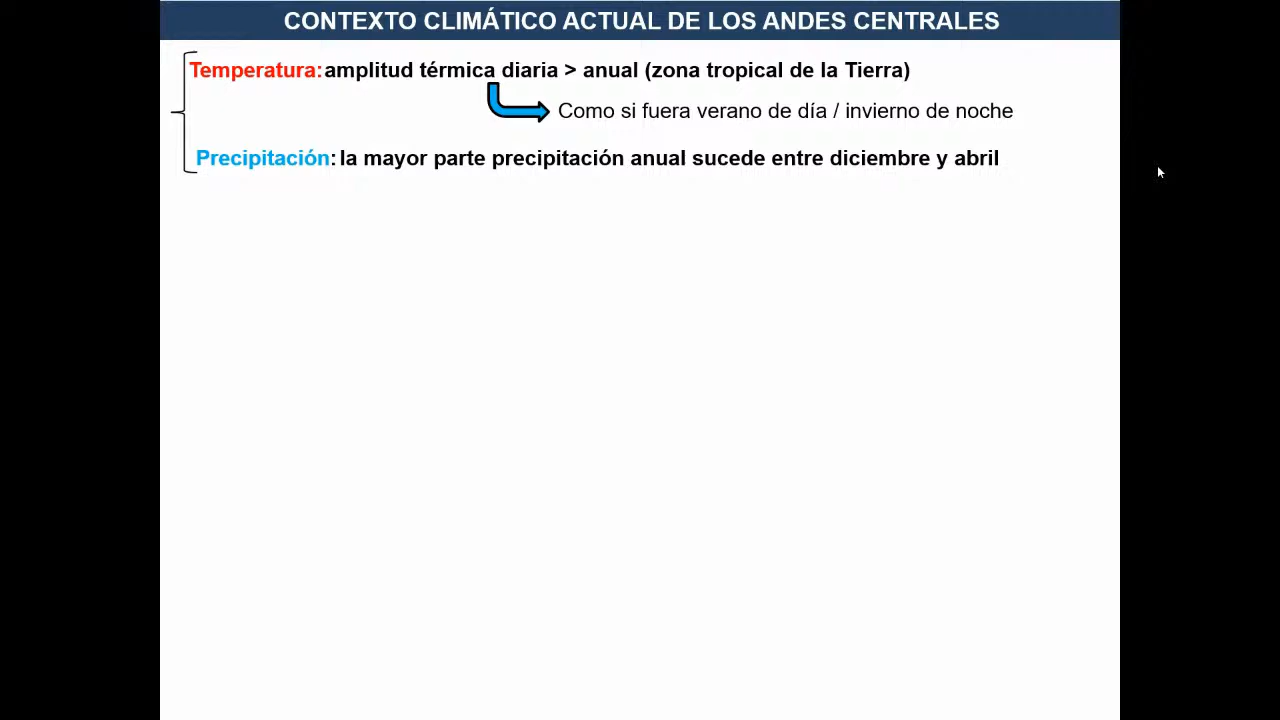 CONTEXTO CLIMÁTICO ACTUAL DE LOS ANDES CENTRALES
Temperatura: amplitud térmica diaria > anual (zona tropical de la Tierra)
Como si fuera verano de día / invierno de noche
Precipitación: la mayor parte precipitación anual sucede entre diciembre y abril